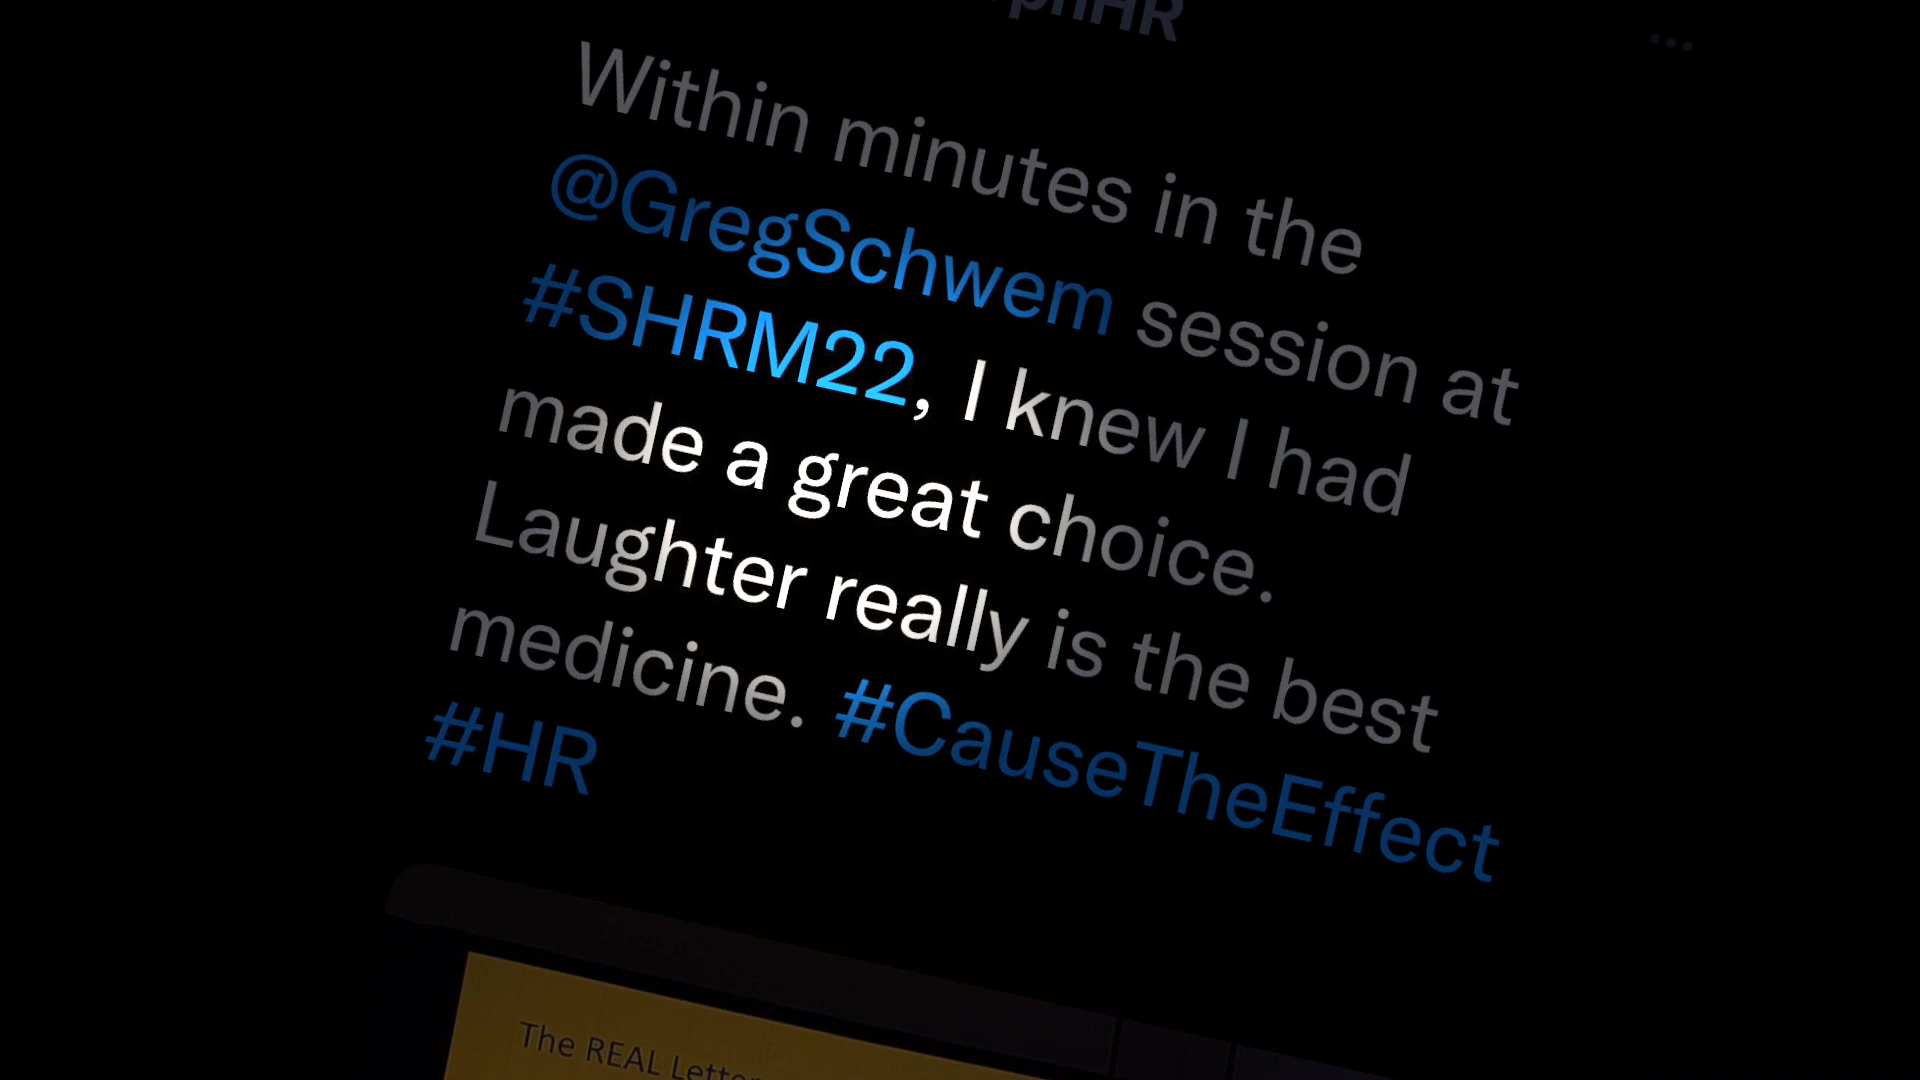 Within minutes in the
@GregSchwem session at
#SHRM22, I knew I had
made a great choice.
Laughter really is the best
medicine. #CauseTheEffect
#HR
The REAL